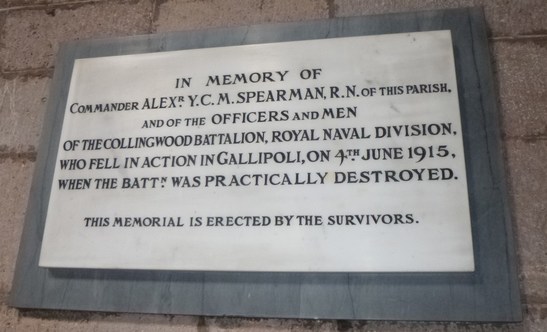 IN MEMORY OF
COMMANDER ALEXR Y. C. M. SPEARMAN, R.N. OF THIS PARISH,
AND OF THE OFFICERS AND MEN
OF THE COLLINGWOOD BATTALION, ROYAL NAVAL DIVISION,
WHO FELL IN ACTION IN GALLIPOLI, ON 4TH JUNE 1915,
WHEN THE BATTN. WAS PRACTICALLY DESTROYED.
THIS MEMORIAL IS ERECTED BY THE SURVIVORS.